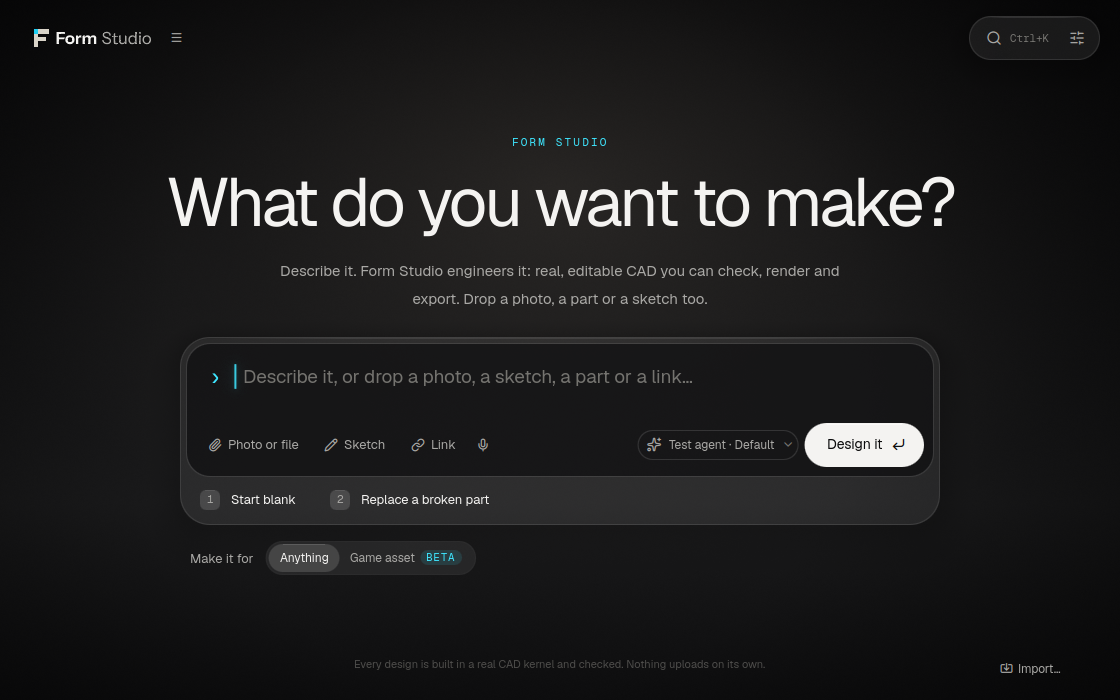 Form Studio
Ctrl+K
FORM STUDIO
What do you want to make?
Describe it. Form Studio engineers it: real, editable CAD you can check, render and
export. Drop a photo, a part or a sketch too.
Describe it, or drop a photo, a sketch, a part or a link…
Photo or file Sketch Link Test agent · Default Design it
1 Start blank 2 Replace a broken part
Make it for Anything Game asset BETA
Every design is built in a real CAD kernel and checked. Nothing uploads on its own.
Import…